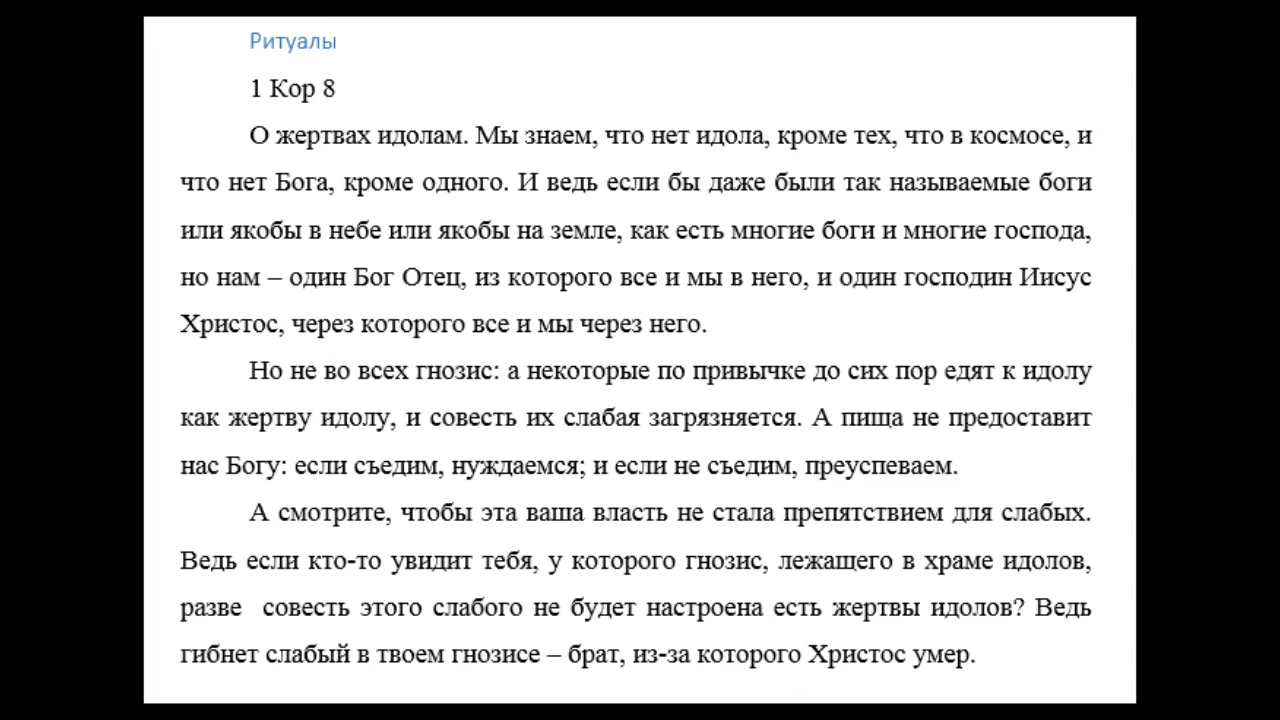 Ритуалы
1 Кор 8
О жертвах идолам. Мы знаем, что нет идола, кроме тех, что в космосе, и
что нет Бога, кроме одного. И ведь если бы даже были так называемые боги
или якобы в небе или якобы на земле, как есть многие боги и многие господа,
но нам – один Бог Отец, из которого все и мы в него, и один господин Иисус
Христос, через которого все и мы через него.
Но не во всех гнозис: а некоторые по привычке до сих пор едят к идолу
как жертву идолу, и совесть их слабая загрязняется. А пища не предоставит
нас Богу: если съедим, нуждаемся; и если не съедим, преуспеваем.
А смотрите, чтобы эта ваша власть не стала препятствием для слабых.
Ведь если кто-то увидит тебя, у которого гнозис, лежащего в храме идолов,
разве  совесть этого слабого не будет настроена есть жертвы идолов? Ведь
гибнет слабый в твоем гнозисе – брат, из-за которого Христос умер.